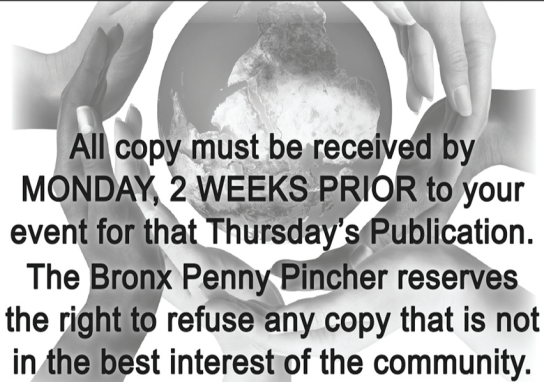 All copy must be received by
MONDAY, 2 WEEKS PRIOR to your
event for that Thursday's Publication.
The Bronx Penny Pincher reserves
the right to refuse any copy that is not
in the best interest of the community.